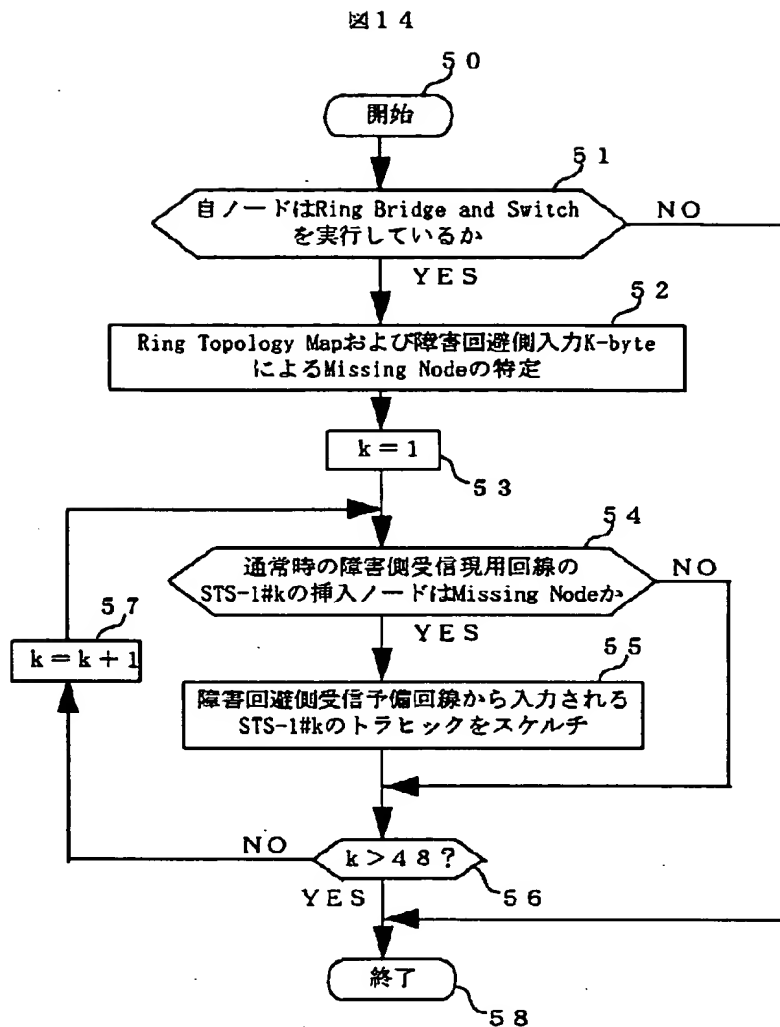 図14
50
開始
51
自ノードはRing Bridge and Switch
を実行しているか
NO
YES
52
Ring Topology Mapおよび障害回避側入力K-byte
によるMissing Nodeの特定
k=1
53
54
通常時の障害側受信現用回線の
STS-1#kの挿入ノードはMissing Nodeか
NO
YES
57
k=k+1
55
障害回避側受信予備回線から入力される
STS-1#kのトラヒックをスケルチ
NO
k>48?
YES
56
終了
58